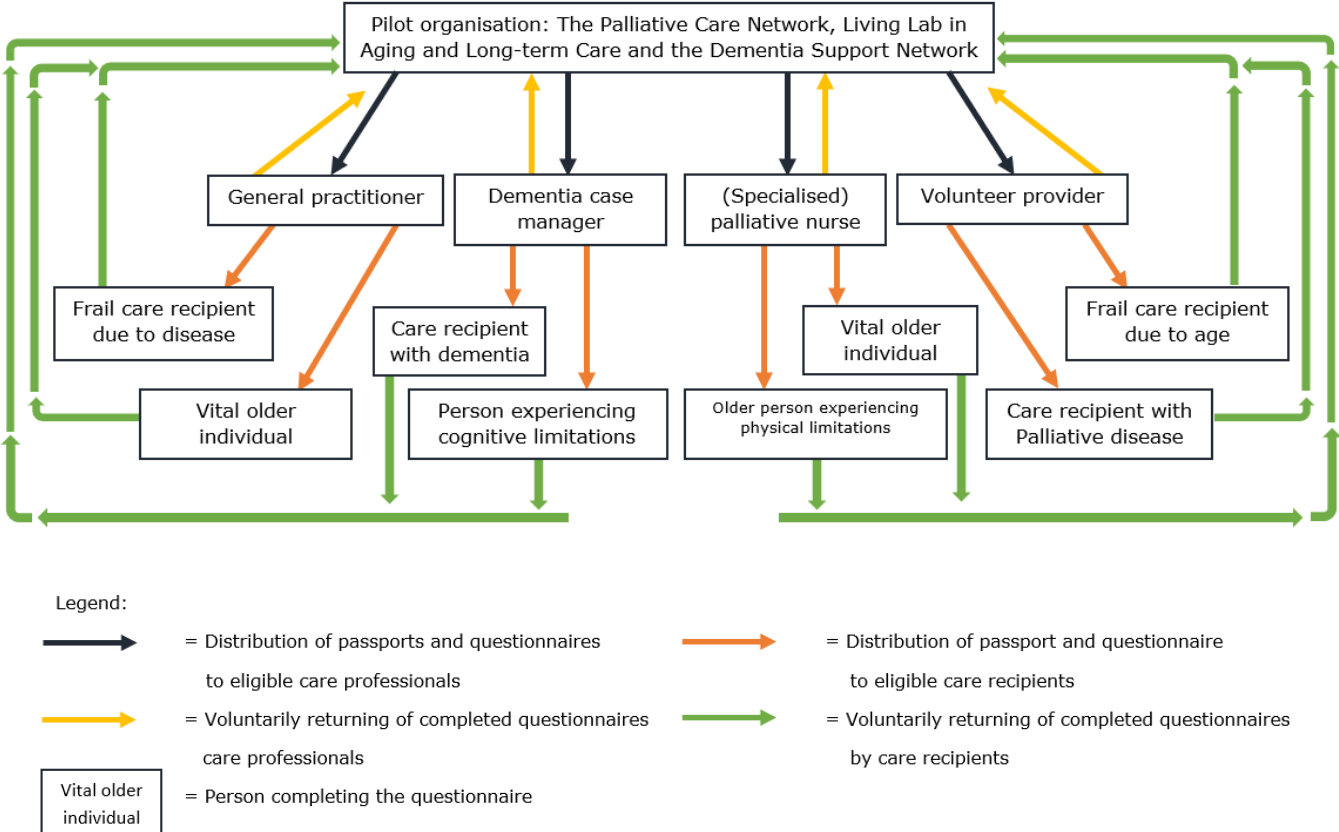 Pilot organisation: The Palliative Care Network, Living Lab in
Aging and Long-term Care and the Dementia Support Network
General practitioner
Dementia case
manager
(Specialised)
palliative nurse
Volunteer provider
Frail care recipient
due to disease
Care recipient
with dementia
Vital older
individual
Frail care recipient
due to age
Vital older
individual
Person experiencing
cognitive limitations
Older person experiencing
physical limitations
Care recipient with
Palliative disease
Legend:
= Distribution of passports and questionnaires
to eligible care professionals
= Distribution of passport and questionnaire
to eligible care recipients
= Voluntarily returning of completed questionnaires
care professionals
= Voluntarily returning of completed questionnaires
by care recipients
Vital older
individual
= Person completing the questionnaire